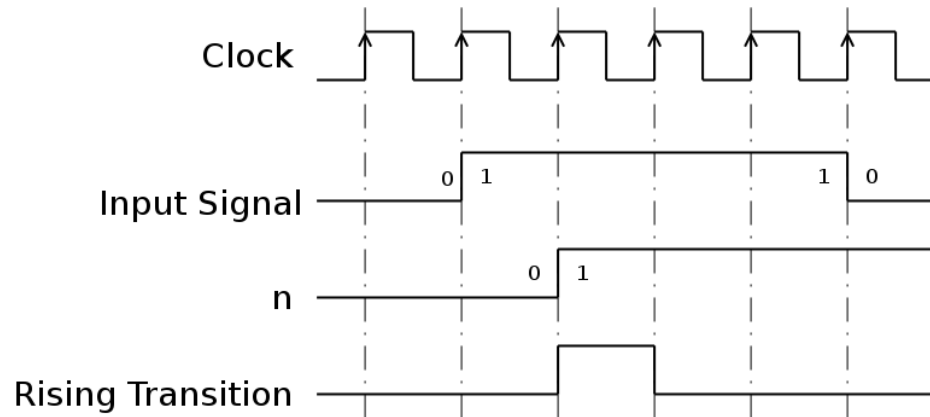 Clock
0 1 1 0
Input Signal
0 1
n
Rising Transition